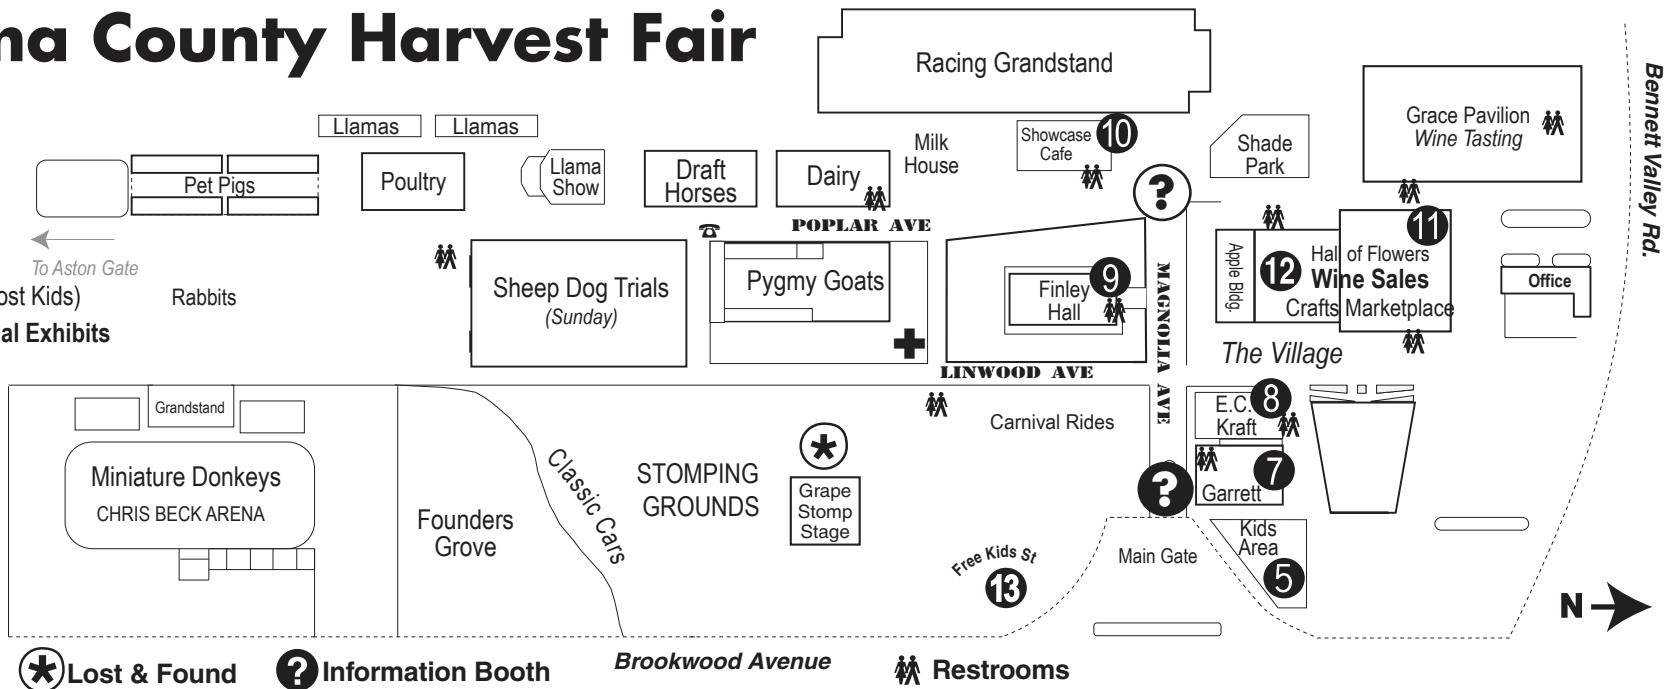 na County Harvest Fair
Racing Grandstand
Bennett Valley Rd.
Grace Pavilion
Wine Tasting
Llamas
Llamas
Milk
House
Showcase
Cafe
10
Shade
Park
Pet Pigs
Poultry
Llama
Show
Draft
Horses
Dairy
?
POPLAR AVE
11
To Aston Gate
ost Kids)
Rabbits
al Exhibits
Sheep Dog Trials
(Sunday)
Pygmy Goats
Finley
Hall
9
MAGNOLIA AVE
Apple Bldg.
12
Hall of Flowers
Wine Sales
Crafts Marketplace
Office
The Village
LINWOOD AVE
Grandstand
Carnival Rides
E.C.
Kraft
8
Miniature Donkeys
CHRIS BECK ARENA
Founders
Grove
Classic Cars
STOMPING
GROUNDS
*
Grape
Stomp
Stage
?
7
Garrett
Free Kids St
13
Main Gate
Kids
Area
5
N
* Lost & Found
? Information Booth
Brookwood Avenue
Restrooms